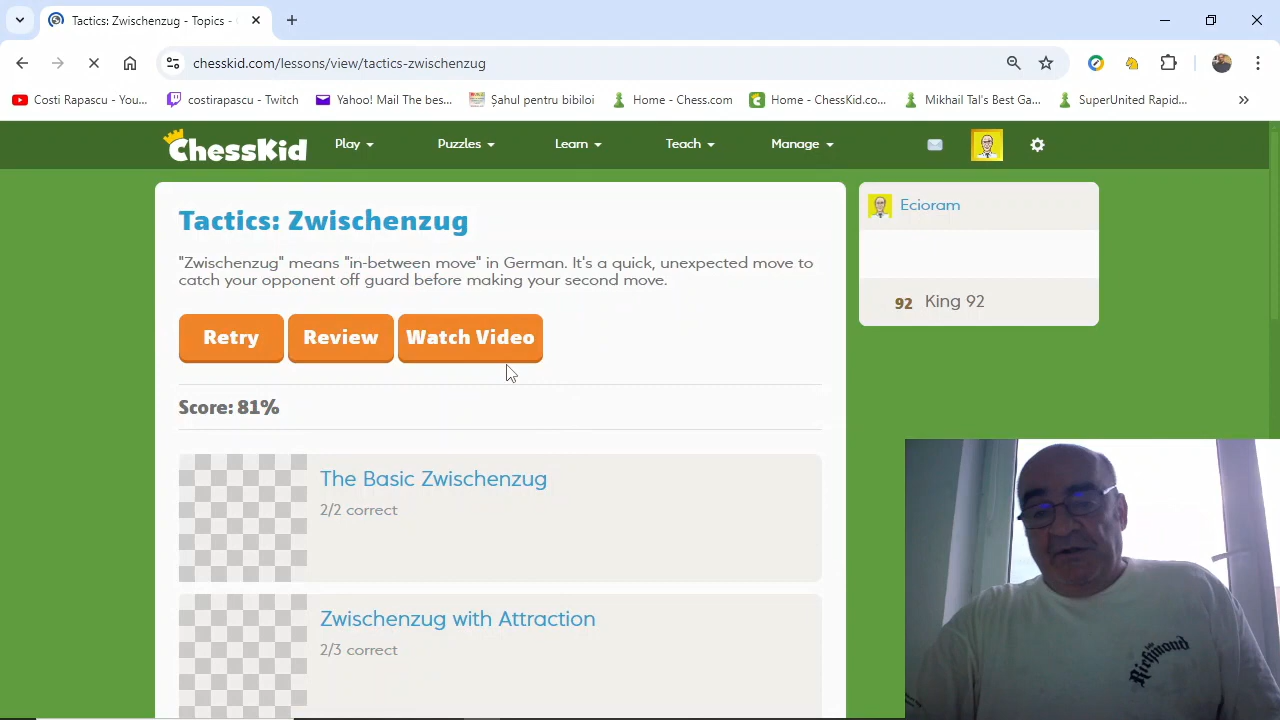 Tactics: Zwischenzug - Topics -
chesskid.com/lessons/view/tactics-zwischenzug
Costi Rapascu - You...
costirapascu - Twitch
Yahoo! Mail The bes...
Șahul pentru bibiloi
Home - Chess.com
Home - ChessKid.co...
Mikhail Tal's Best Ga...
SuperUnited Rapid...
ChessKid
Play
Puzzles
Learn
Teach
Manage
Tactics: Zwischenzug
"Zwischenzug" means "in-between move" in German. It's a quick, unexpected move to
catch your opponent off guard before making your second move.
Retry
Review
Watch Video
Score: 81%
The Basic Zwischenzug
2/2 correct
Zwischenzug with Attraction
2/3 correct
Ecioram
92 King 92
Richmond